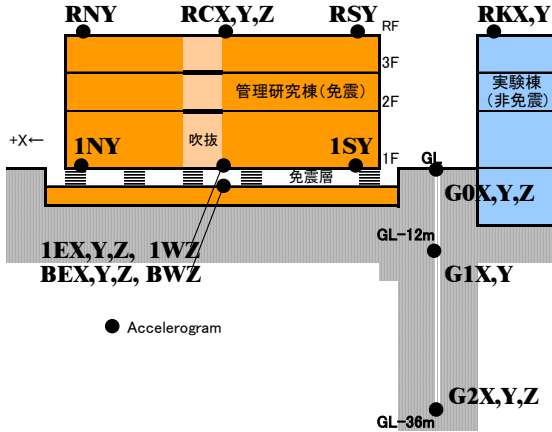 RNY
RCX,Y,Z
RSY
RF
RKX,Y
3F
管理研究棟(免震)
実験棟
(非免震)
2F
+X←
吹抜
1NY
1SY
1F
GL
免震層
G0X,Y,Z
GL-12m
1EX,Y,Z, 1WZ
BEX,Y,Z, BWZ
G1X,Y
Accelerogram
G2X,Y,Z
GL-36m